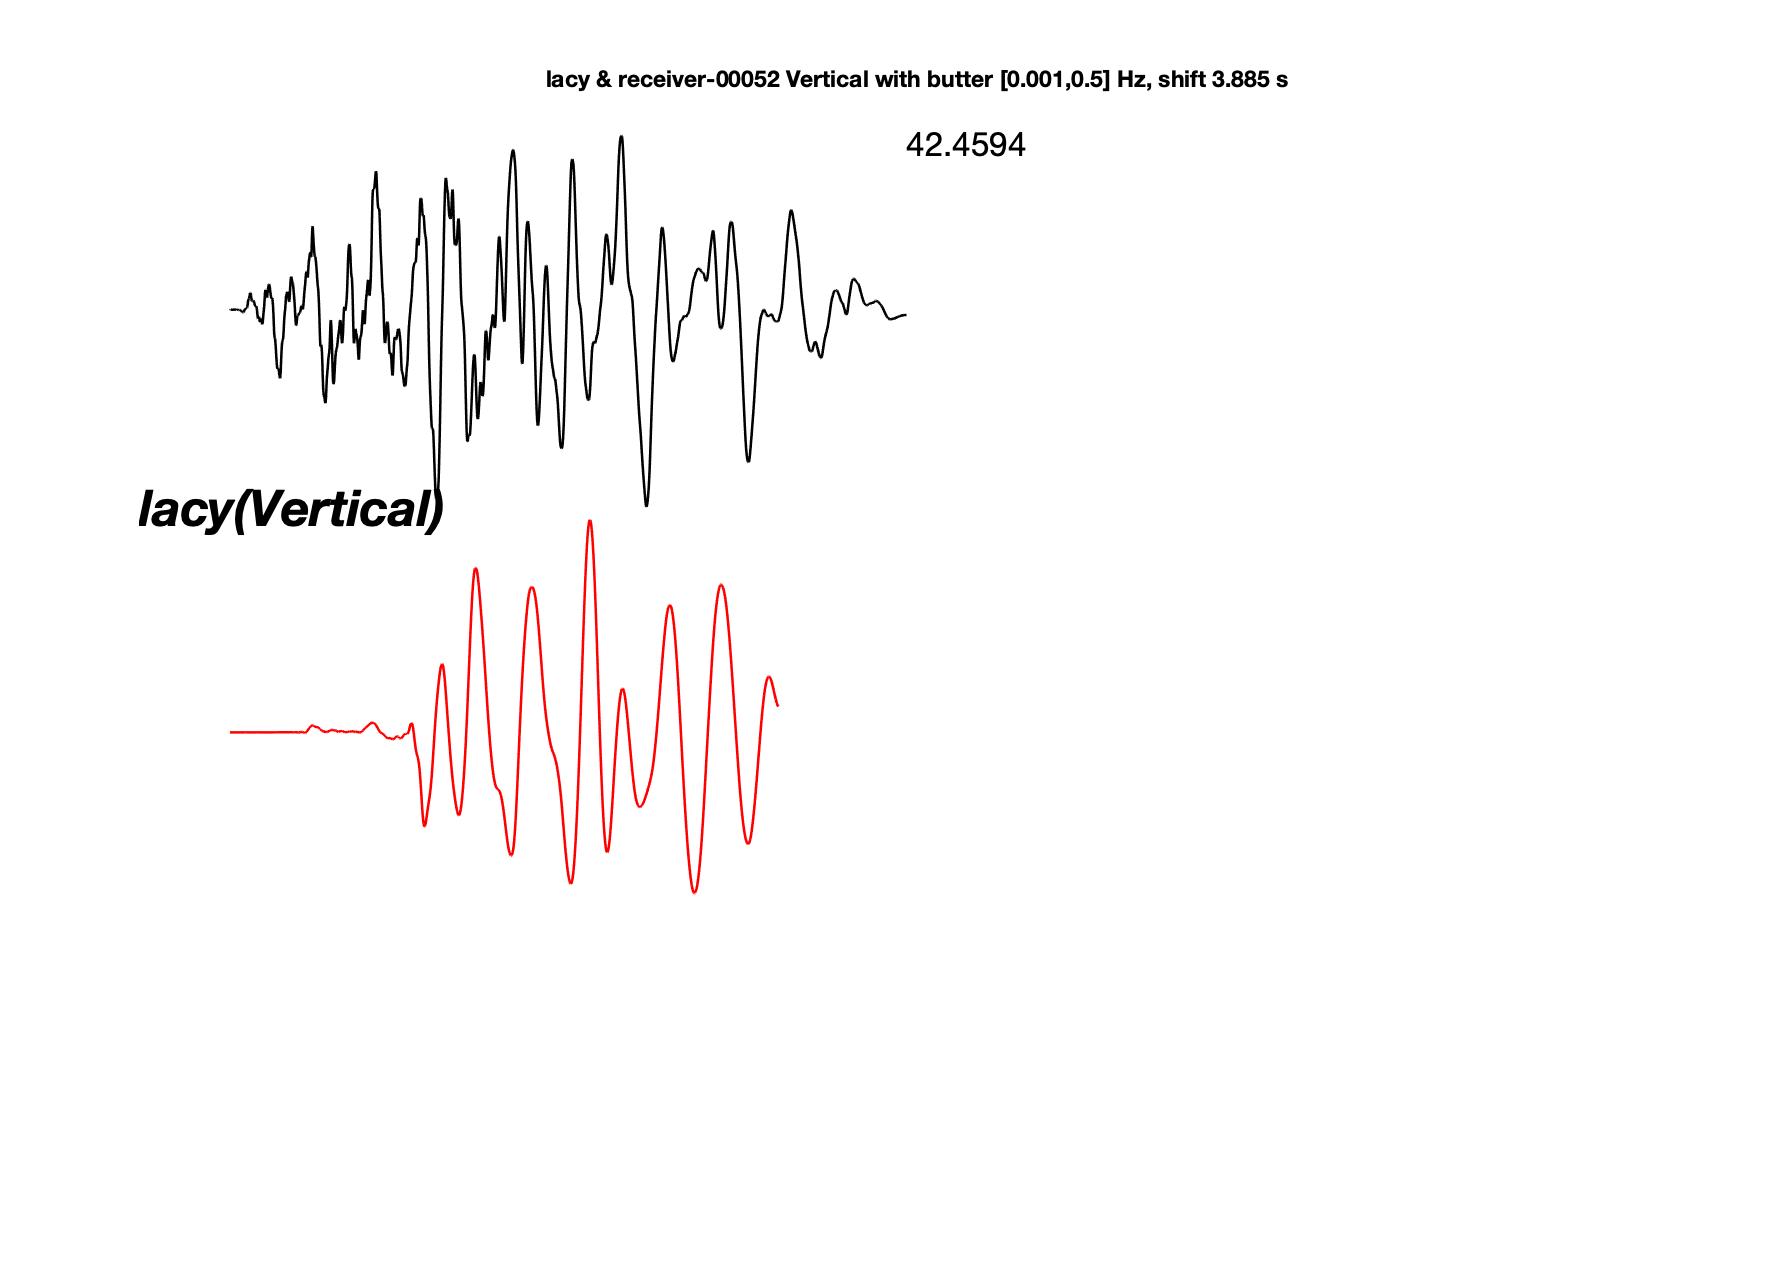 lacy & receiver-00052 Vertical with butter [0.001,0.5] Hz, shift 3.885 s
42.4594
lacy(Vertical)